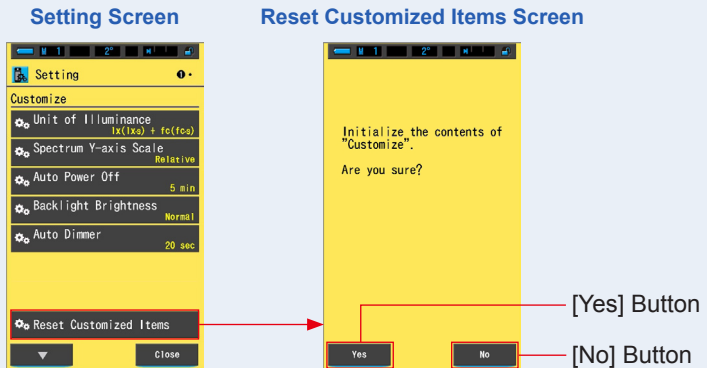 Setting Screen
Reset Customized Items Screen
M 1 2° M
Setting
Customize
Unit of Illuminance
lx(lxs) + fc(fcs)
Spectrum Y-axis Scale
Relative
Auto Power Off
5 min
Backlight Brightness
Normal
Auto Dimmer
20 sec
Reset Customized Items
▼ Close
M 1 2° M
Initialize the contents of
"Customize".
Are you sure?
Yes No
[Yes] Button
[No] Button